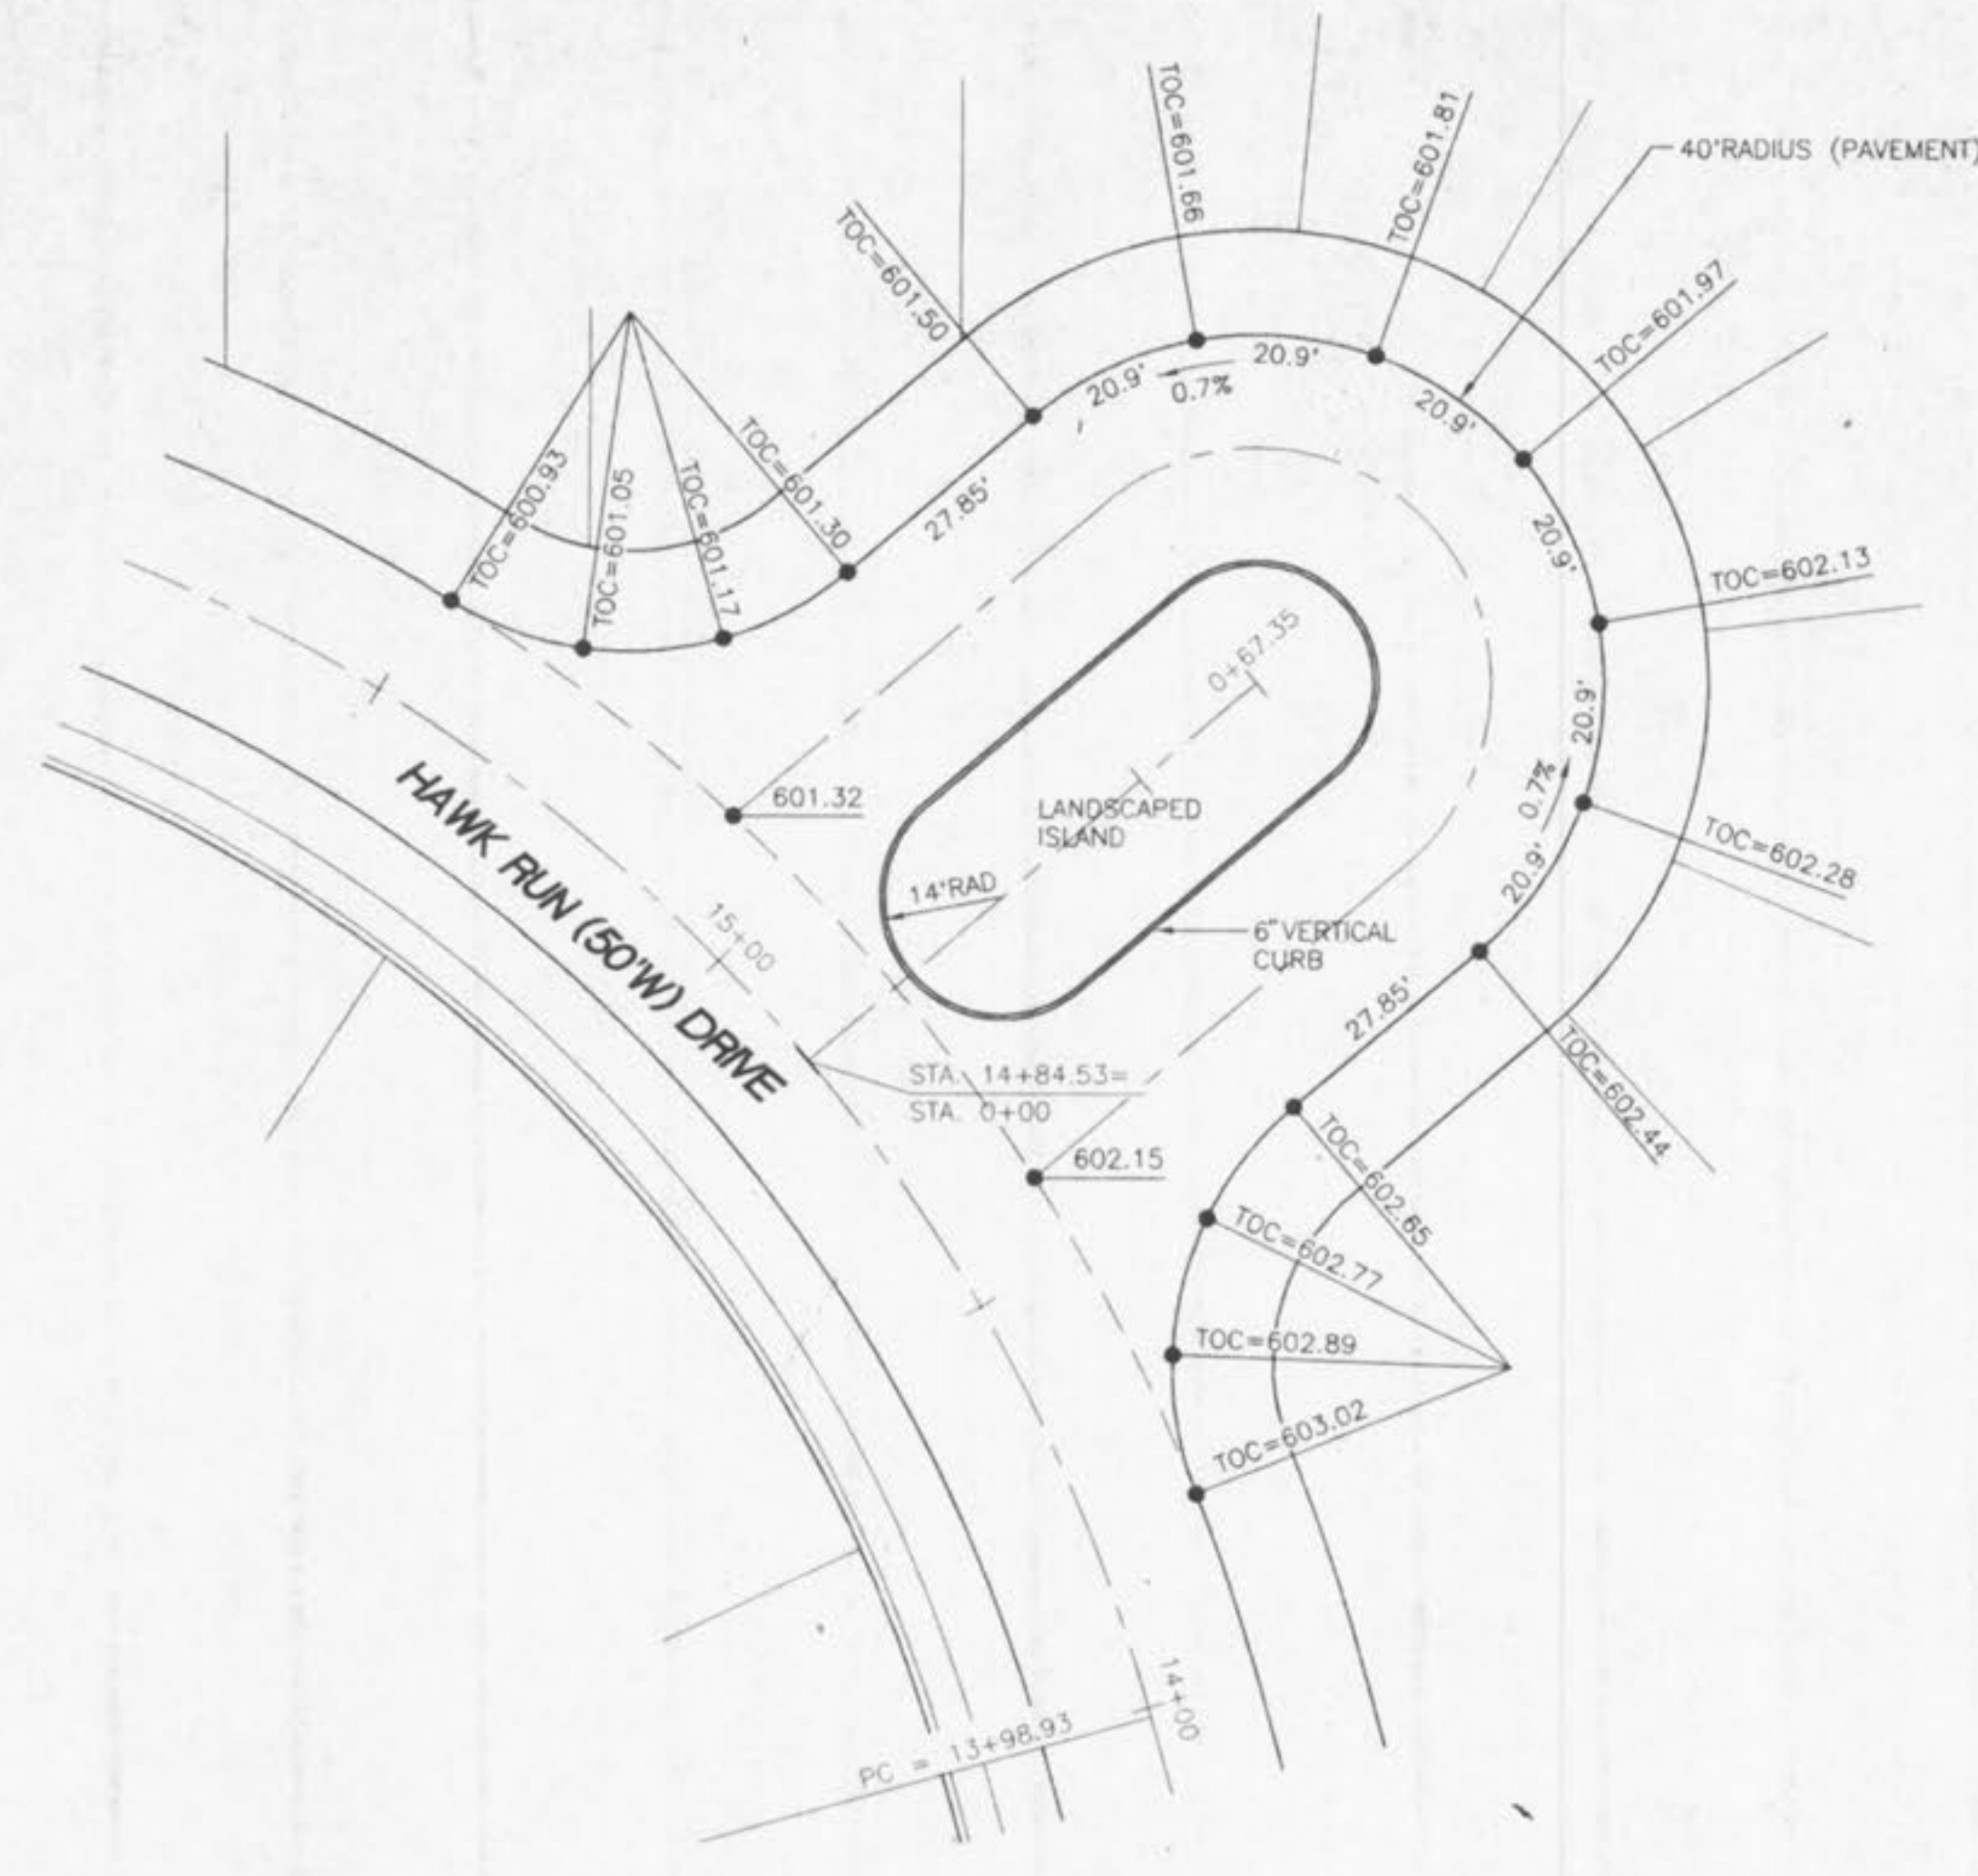 TOC=601.66
TOC=601.81
40'RADIUS (PAVEMENT)
TOC=601.50
TOC=601.97
20.9'
0.7%
20.9'
20.9'
TOC=600.93
TOC=601.05
TOC=601.17
TOC=601.30
27.85'
20.9'
TOC=602.13
0+67.35
20.9'
0.7%
601.32
LANDSCAPED
ISLAND
TOC=602.28
20.9'
14'RAD
6" VERTICAL
CURB
HAWK RUN (50'W) DRIVE
15+00
27.85'
STA. 14+84.53=
STA. 0+00
TOC=602.44
602.15
TOC=602.65
TOC=602.77
TOC=602.89
TOC=603.02
14+00
PC = 13+98.93